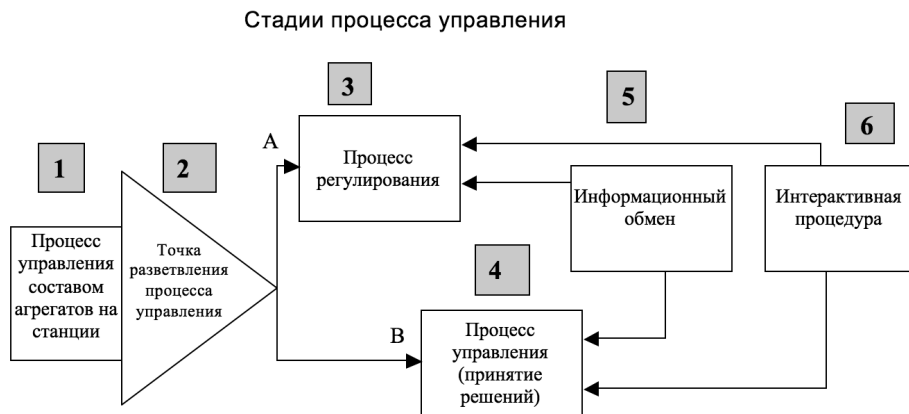 Стадии процесса управления
3
5
6
1
2
A
Процесс
регулирования
Информационный
обмен
Интерактивная
процедура
Процесс
управления
составом
агрегатов на
станции
Точка
разветвления
процесса
управления
4
B
Процесс
управления
(принятие
решений)